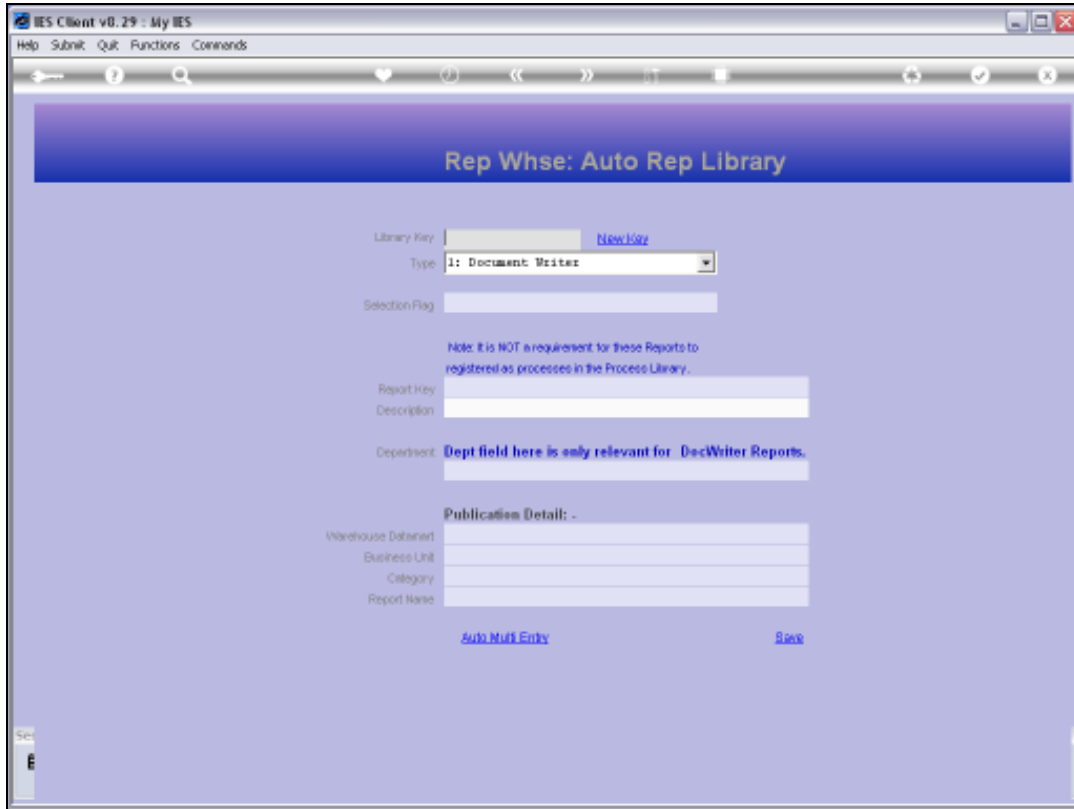 IES Client v8.29 : My IES
Help Submit Quit Functions Commands
Rep Whse: Auto Rep Library
Library Key New Key
Type 1: Document Writer
Selection Flag
Note: It is NOT a requirement for these Reports to
registered as processes in the Process Library.
Report Key
Description
Department Dept field here is only relevant for DocWriter Reports.
Publication Detail: -
Warehouse Datamart
Business Unit
Category
Report Name
Auto Multi Entry Save